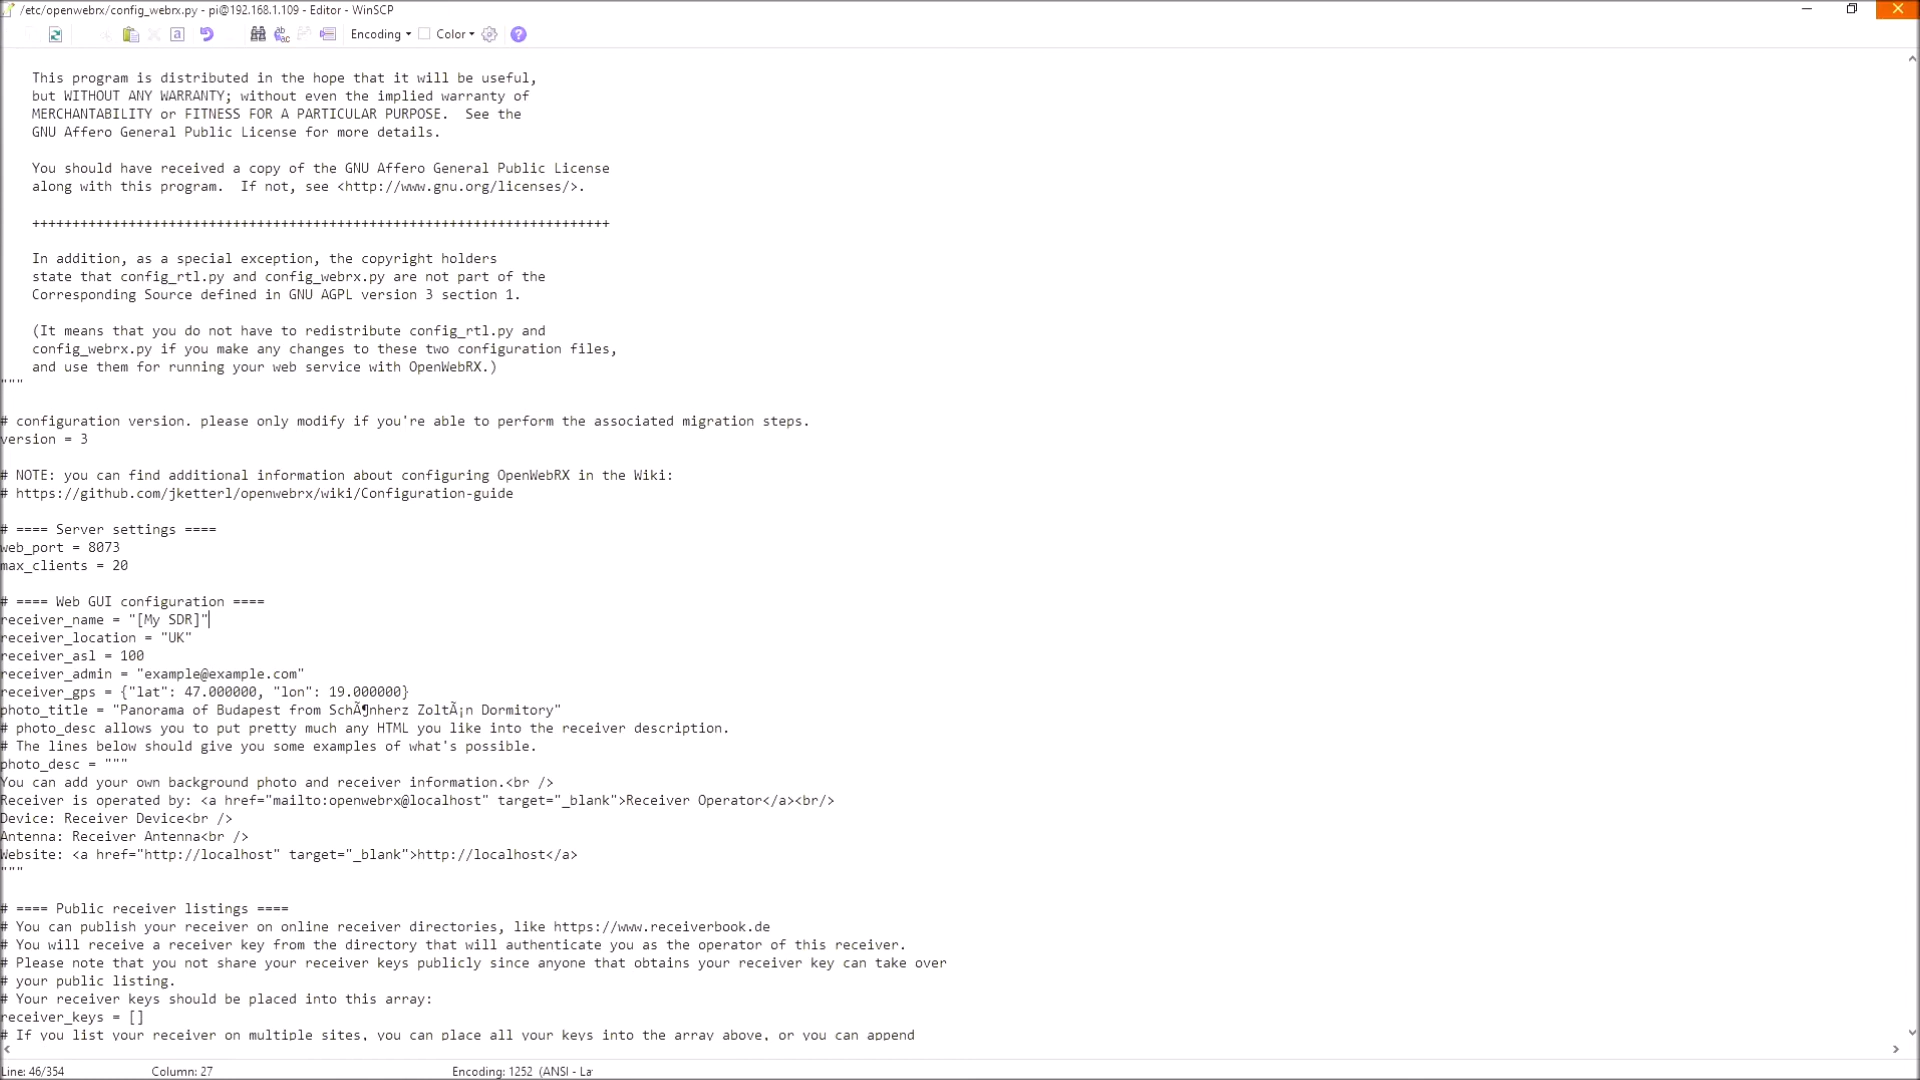 /etc/openwebrx/config_webrx.py - pi@192.168.1.109 - Editor - WinSCP
Encoding Color
This program is distributed in the hope that it will be useful,
but WITHOUT ANY WARRANTY; without even the implied warranty of
MERCHANTABILITY or FITNESS FOR A PARTICULAR PURPOSE.  See the
GNU Affero General Public License for more details.
You should have received a copy of the GNU Affero General Public License
along with this program.  If not, see <http://www.gnu.org/licenses/>.
++++++++++++++++++++++++++++++++++++++++++++++++++++++++++++++++++++++++
In addition, as a special exception, the copyright holders
state that config_rtl.py and config_webrx.py are not part of the
Corresponding Source defined in GNU AGPL version 3 section 1.
(It means that you do not have to redistribute config_rtl.py and
config_webrx.py if you make any changes to these two configuration files,
and use them for running your web service with OpenWebRX.)
"""
# configuration version. please only modify if you're able to perform the associated migration steps.
version = 3
# NOTE: you can find additional information about configuring OpenWebRX in the Wiki:
# https://github.com/jketterl/openwebrx/wiki/Configuration-guide
# ==== Server settings ====
web_port = 8073
max_clients = 20
# ==== Web GUI configuration ====
receiver_name = "[My SDR]"
receiver_location = "UK"
receiver_asl = 100
receiver_admin = "example@example.com"
receiver_gps = {"lat": 47.000000, "lon": 19.000000}
photo_title = "Panorama of Budapest from SchÃ¶nherz ZoltÃ¡n Dormitory"
# photo_desc allows you to put pretty much any HTML you like into the receiver description.
# The lines below should give you some examples of what's possible.
photo_desc = """
You can add your own background photo and receiver information.<br />
Receiver is operated by: <a href="mailto:openwebrx@localhost" target="_blank">Receiver Operator</a><br/>
Device: Receiver Device<br />
Antenna: Receiver Antenna<br />
Website: <a href="http://localhost" target="_blank">http://localhost</a>
"""
# ==== Public receiver listings ====
# You can publish your receiver on online receiver directories, like https://www.receiverbook.de
# You will receive a receiver key from the directory that will authenticate you as the operator of this receiver.
# Please note that you not share your receiver keys publicly since anyone that obtains your receiver key can take over
# your public listing.
# Your receiver keys should be placed into this array:
receiver_keys = []
# If you list your receiver on multiple sites, you can place all your keys into the array above, or you can append
Line: 46/354 Column: 27 Encoding: 1252 (ANSI - La